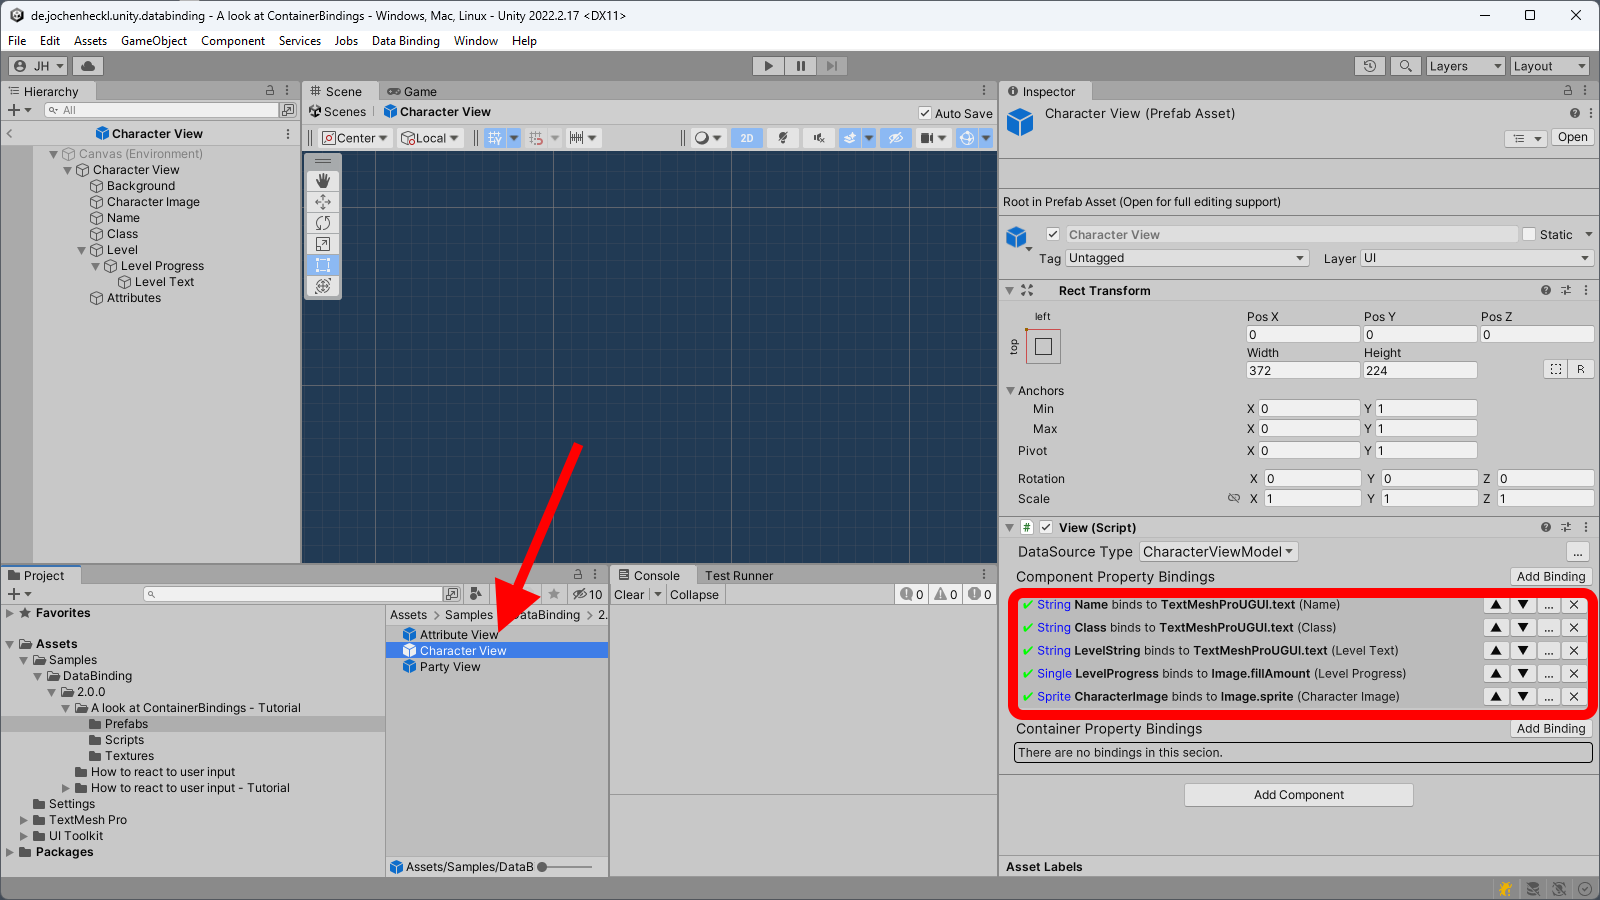 de.jochenheckl.unity.databinding - A look at ContainerBindings - Windows, Mac, Linux - Unity 2022.2.17 <DX11>
File Edit Assets GameObject Component Services Jobs Data Binding Window Help
JH
Layers Layout
Hierarchy
All
Character View
Canvas (Environment)
Character View
Background
Character Image
Name
Class
Level
Level Progress
Level Text
Attributes
Scene Game
Scenes Character View Auto Save
Center Local 2D
Inspector
Character View (Prefab Asset)
Open
Root in Prefab Asset (Open for full editing support)
Character View Static
Tag Untagged Layer UI
Rect Transform
left
top
Pos X Pos Y Pos Z
0 0 0
Width Height
372 224
R
Anchors
Min X 0 Y 1
Max X 0 Y 1
Pivot X 0 Y 1
Rotation X 0 Y 0 Z 0
Scale X 1 Y 1 Z 1
# View (Script)
DataSource Type CharacterViewModel ...
Component Property Bindings Add Binding
String Name binds to TextMeshProUGUI.text (Name) ...
String Class binds to TextMeshProUGUI.text (Class) ...
String LevelString binds to TextMeshProUGUI.text (Level Text) ...
Single LevelProgress binds to Image.fillAmount (Level Progress) ...
Sprite CharacterImage binds to Image.sprite (Character Image) ...
Container Property Bindings Add Binding
There are no bindings in this secion.
Add Component
Asset Labels
Project
10
Favorites
Assets
Samples
DataBinding
2.0.0
A look at ContainerBindings - Tutorial
Prefabs
Scripts
Textures
How to react to user input
How to react to user input - Tutorial
Settings
TextMesh Pro
UI Toolkit
Packages
Assets > Samples > DataBinding > 2.
Attribute View
Character View
Party View
Assets/Samples/DataB
Console Test Runner
Clear Collapse 0 0 0